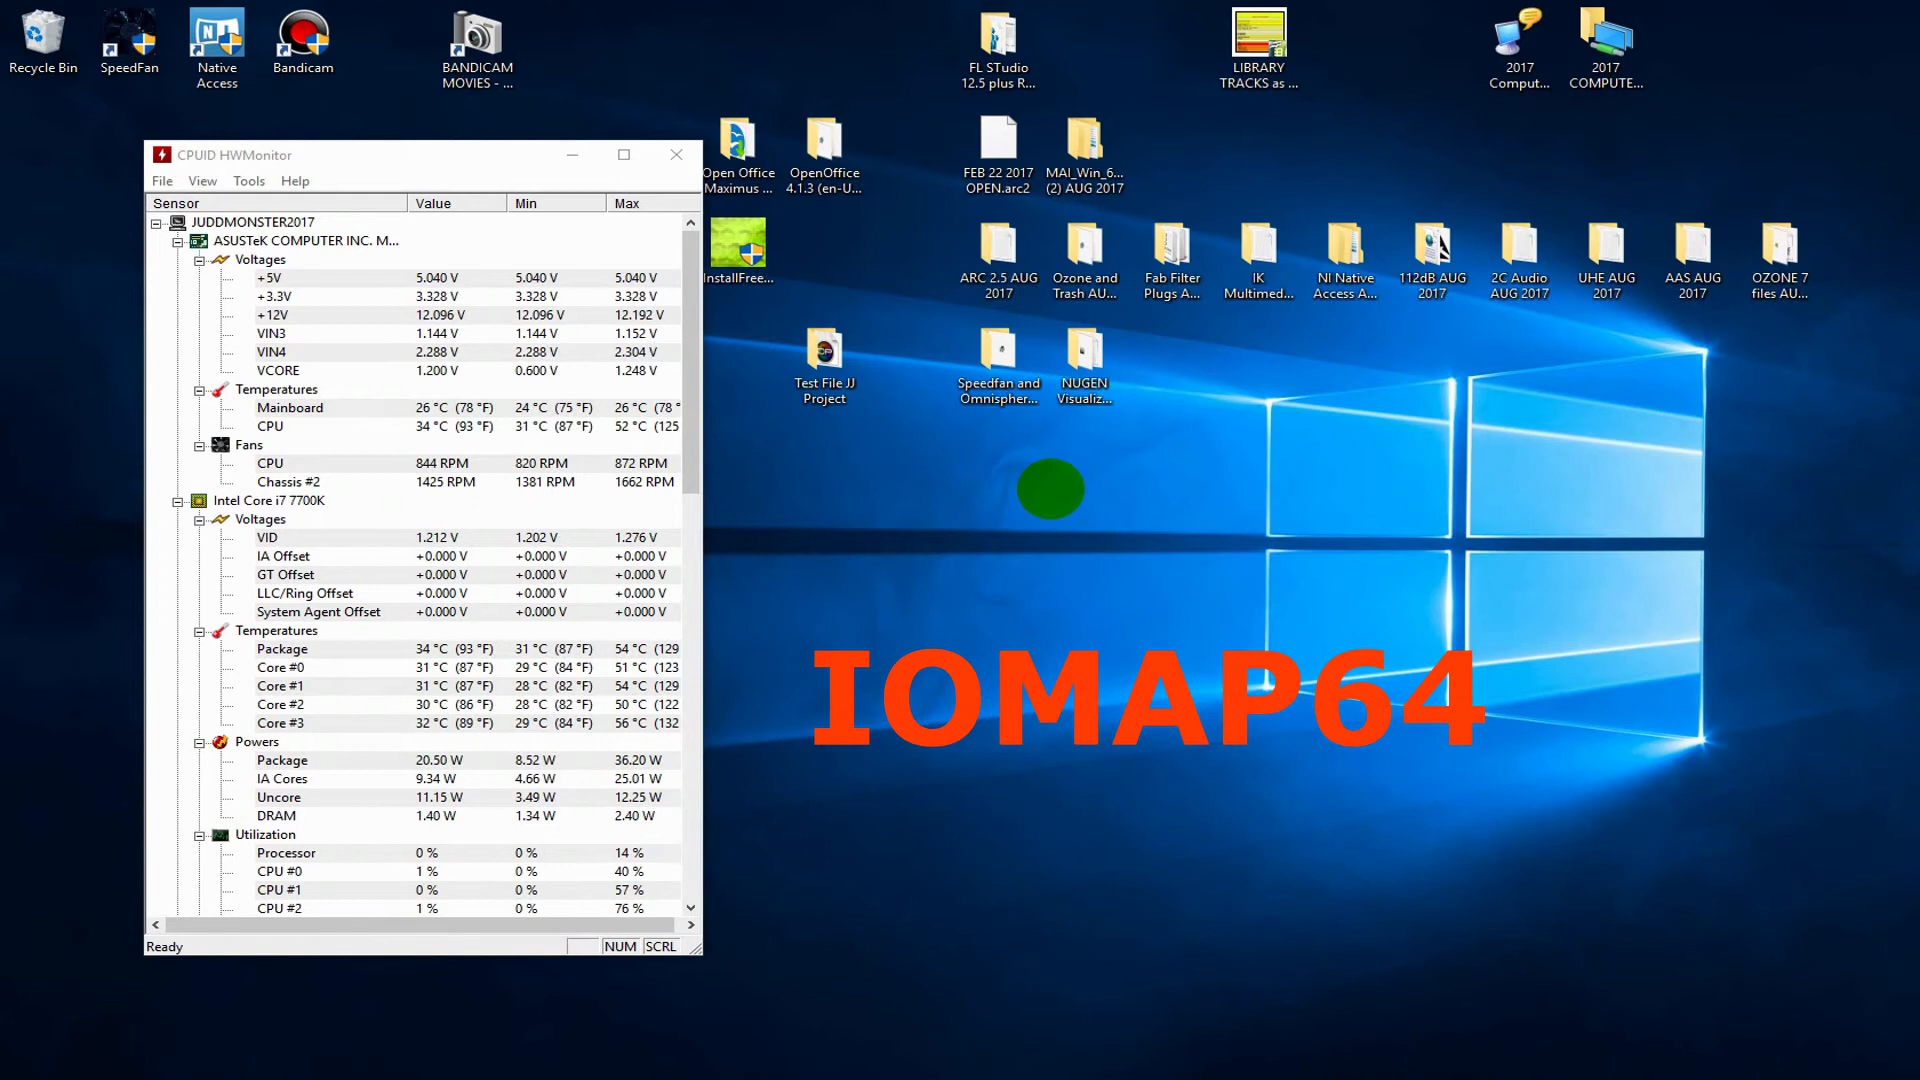 Recycle Bin
SpeedFan
Native
Access
Bandicam
BANDICAM
MOVIES - ...
FL STudio
12.5 plus R...
LIBRARY
TRACKS as ...
2017
Comput...
2017
COMPUTE...
Open Office
Maximus ...
OpenOffice
4.1.3 (en-U...
FEB 22 2017
OPEN.arc2
MAI_Win_6...
(2) AUG 2017
InstallFree...
ARC 2.5 AUG
2017
Ozone and
Trash AU...
Fab Filter
Plugs A...
IK
Multimed...
NI Native
Access A...
112dB AUG
2017
2C Audio
AUG 2017
UHE AUG
2017
AAS AUG
2017
OZONE 7
files AU...
Test File JJ
Project
Speedfan and
Omnispher...
NUGEN
Visualiz...
CPUID HWMonitor
File View Tools Help
Sensor Value Min Max
JUDDMONSTER2017
ASUSTeK COMPUTER INC. M...
Voltages
+5V 5.040 V 5.040 V 5.040 V
+3.3V 3.328 V 3.328 V 3.328 V
+12V 12.096 V 12.096 V 12.192 V
VIN3 1.144 V 1.144 V 1.152 V
VIN4 2.288 V 2.288 V 2.304 V
VCORE 1.200 V 0.600 V 1.248 V
Temperatures
Mainboard 26 °C (78 °F) 24 °C (75 °F) 26 °C (78 °
CPU 34 °C (93 °F) 31 °C (87 °F) 52 °C (125
Fans
CPU 844 RPM 820 RPM 872 RPM
Chassis #2 1425 RPM 1381 RPM 1662 RPM
Intel Core i7 7700K
Voltages
VID 1.212 V 1.202 V 1.276 V
IA Offset +0.000 V +0.000 V +0.000 V
GT Offset +0.000 V +0.000 V +0.000 V
LLC/Ring Offset +0.000 V +0.000 V +0.000 V
System Agent Offset +0.000 V +0.000 V +0.000 V
Temperatures
Package 34 °C (93 °F) 31 °C (87 °F) 54 °C (129
Core #0 31 °C (87 °F) 29 °C (84 °F) 51 °C (123
Core #1 31 °C (87 °F) 28 °C (82 °F) 54 °C (129
Core #2 30 °C (86 °F) 28 °C (82 °F) 50 °C (122
Core #3 32 °C (89 °F) 29 °C (84 °F) 56 °C (132
Powers
Package 20.50 W 8.52 W 36.20 W
IA Cores 9.34 W 4.66 W 25.01 W
Uncore 11.15 W 3.49 W 12.25 W
DRAM 1.40 W 1.34 W 2.40 W
Utilization
Processor 0 % 0 % 14 %
CPU #0 1 % 0 % 40 %
CPU #1 0 % 0 % 57 %
CPU #2 1 % 0 % 76 %
Ready NUM SCRL
IOMAP64